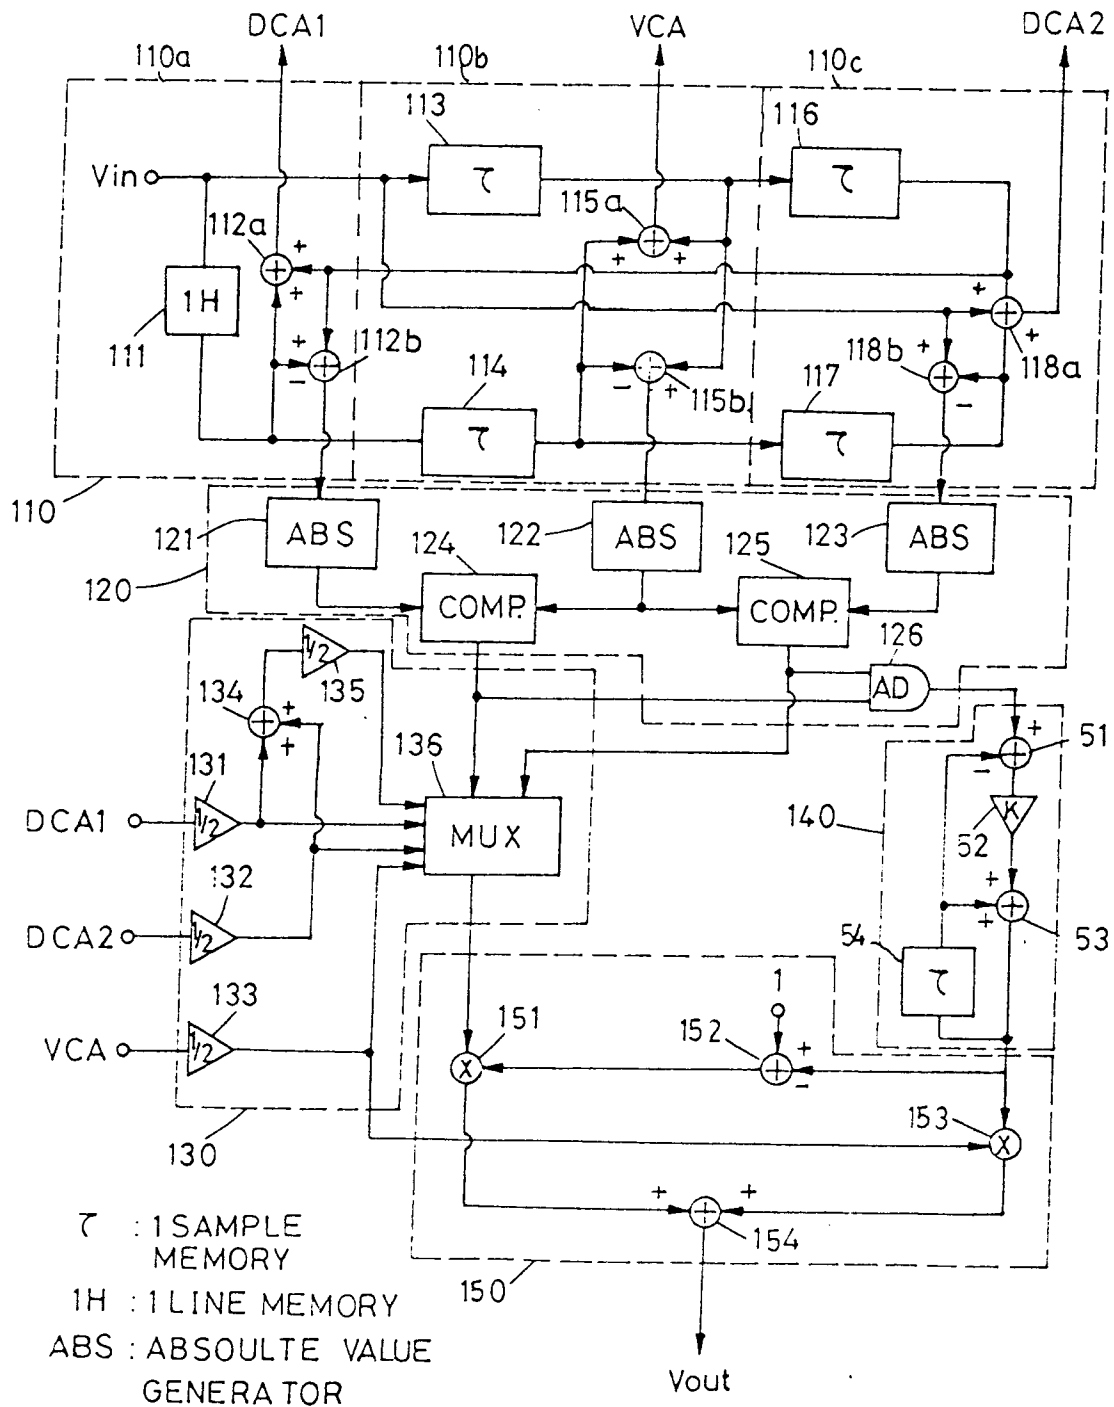 DCA1 VCA DCA2
110a 110b 110c
113 116
Vin τ τ
115a
112a + + +
+ + +
1H + +
111 + 112b 118b + 118a
- - + 115b -
114 117
τ τ
110
121 ABS 122 ABS 123 ABS
124 125
120 COMP. COMP.
126
1/2 AD
134 135
+ + 136 + 51
131 -
DCA1 1/2 MUX 140 K
52
132 +
DCA2 1/2 + 53
54
133 τ
1
VCA 1/2 151 152 +
X -
153
130 X
+ +
154
150
τ : 1 SAMPLE
MEMORY
1H : 1 LINE MEMORY
ABS : ABSOULTE VALUE
GENERATOR
Vout